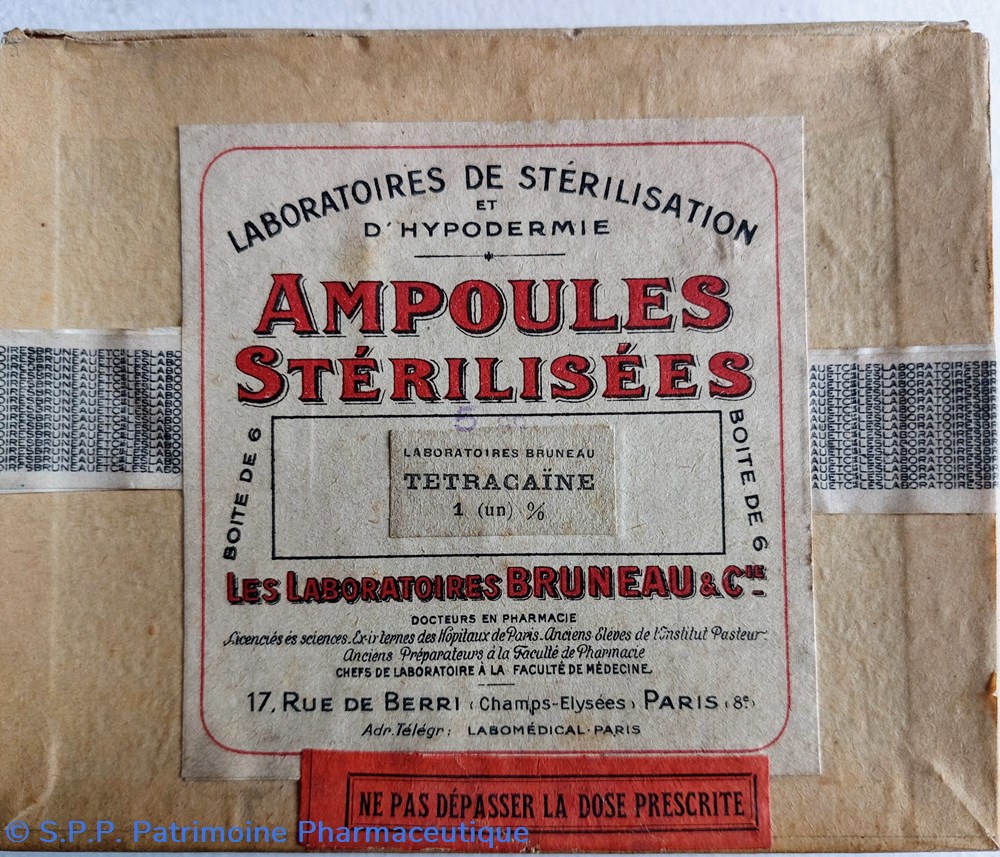 LABORATOIRES DE STÉRILISATION
ET
D'HYPODERMIE
AMPOULES
STÉRILISÉES
BOITE DE 6
5
LABORATOIRES BRUNEAU
TETRACAÏNE
1 (un) %
BOITE DE 6
LES LABORATOIRES BRUNEAU & CIE
DOCTEURS EN PHARMACIE
Licenciés ès sciences. Ex-internes des Hôpitaux de Paris. Anciens Elèves de l'Institut Pasteur
Anciens Préparateurs à la Faculté de Pharmacie
CHEFS DE LABORATOIRE À LA FACULTÉ DE MÉDECINE
17, RUE DE BERRI (Champs-Elysées) PARIS (8e)
Adr. Télégr: LABOMÉDICAL-PARIS
NE PAS DÉPASSER LA DOSE PRESCRITE
© S.P.P. Patrimoine Pharmaceutique